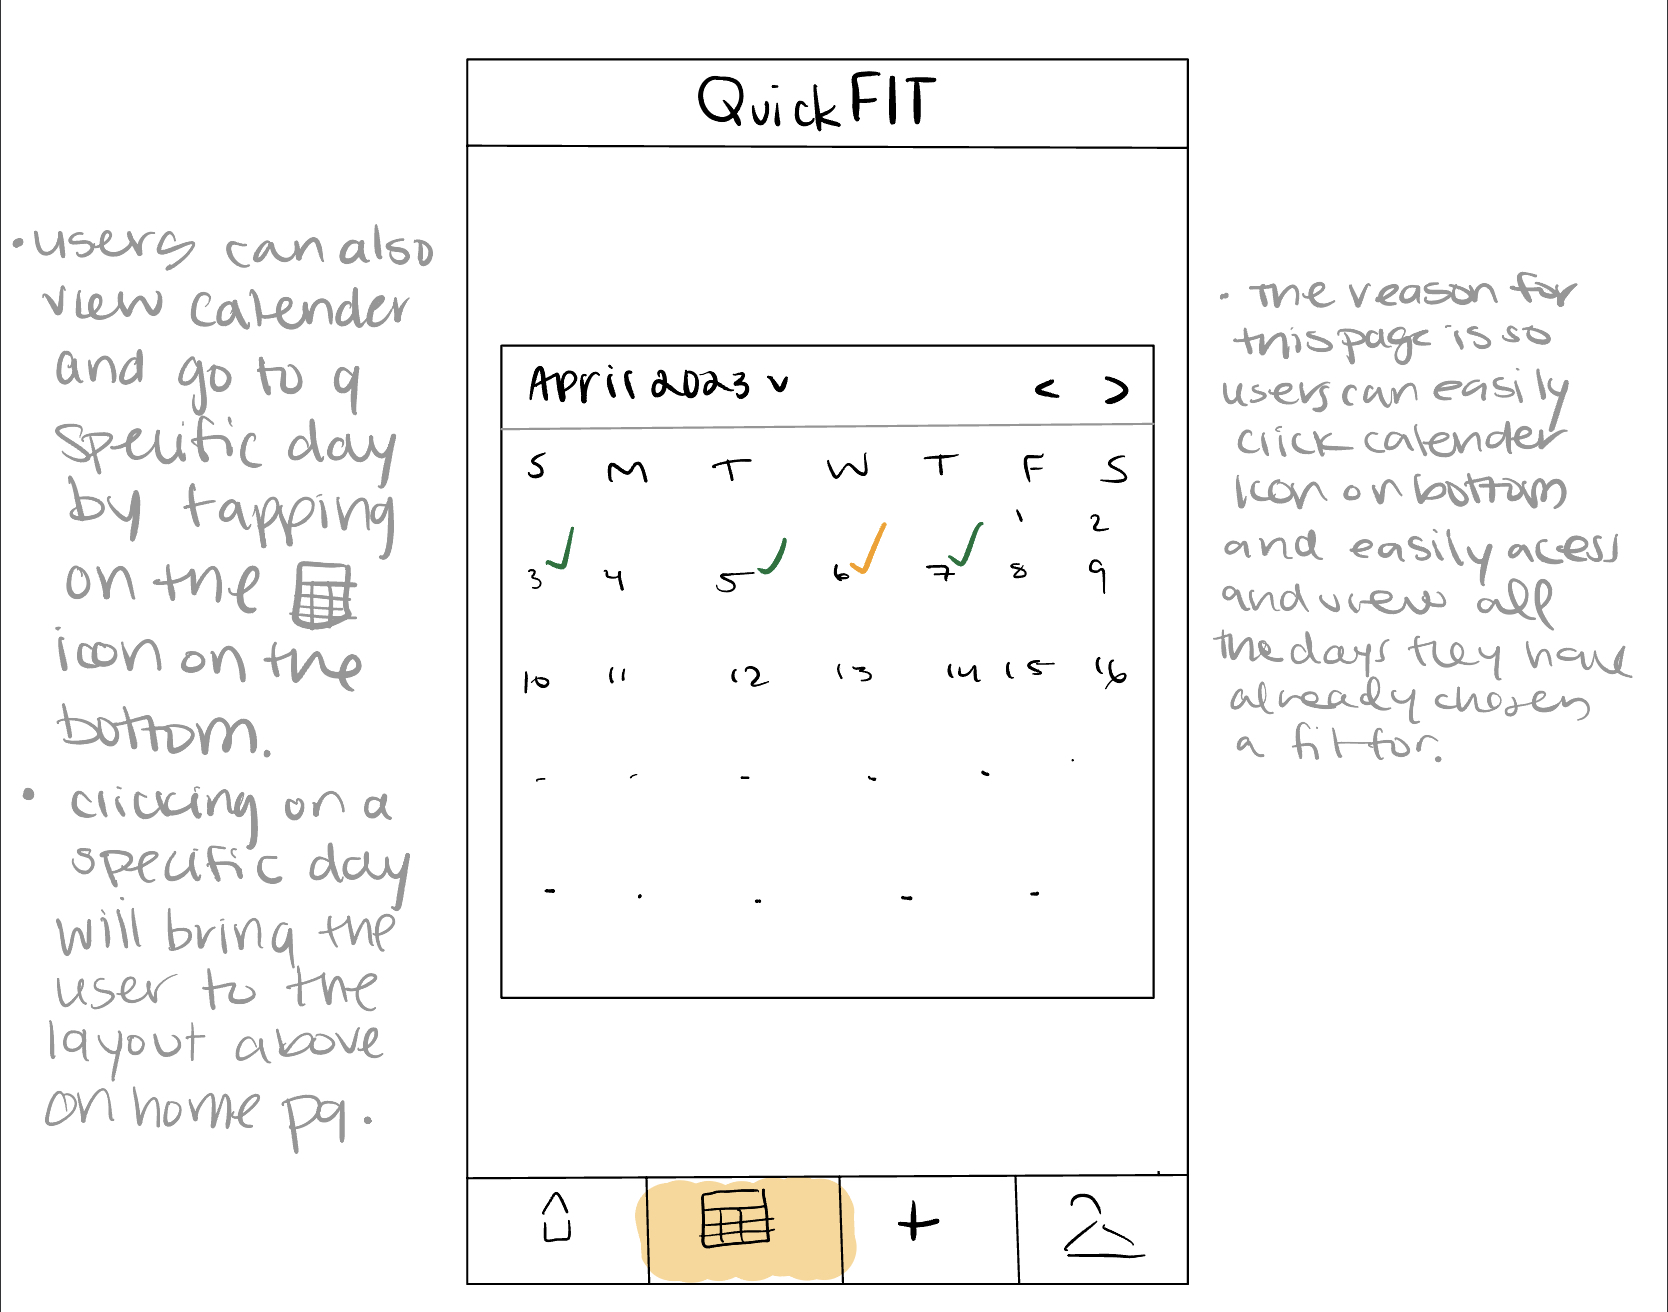 QuickFIT
• users can also
view calender
and go to a
specific day
by tapping
on the
icon on the
bottom.
• clicking on a
specific day
will bring the
user to the
layout above
on home pg.
April 2023 v < >
S M T W T F S
1 2
3 4 5 6 7 8 9
10 11 12 13 14 15 16
• the reason for
this page is so
users can easily
click calender
icon on bottom
and easily acess
and view all
the days they have
already chosen
a fit for.
+